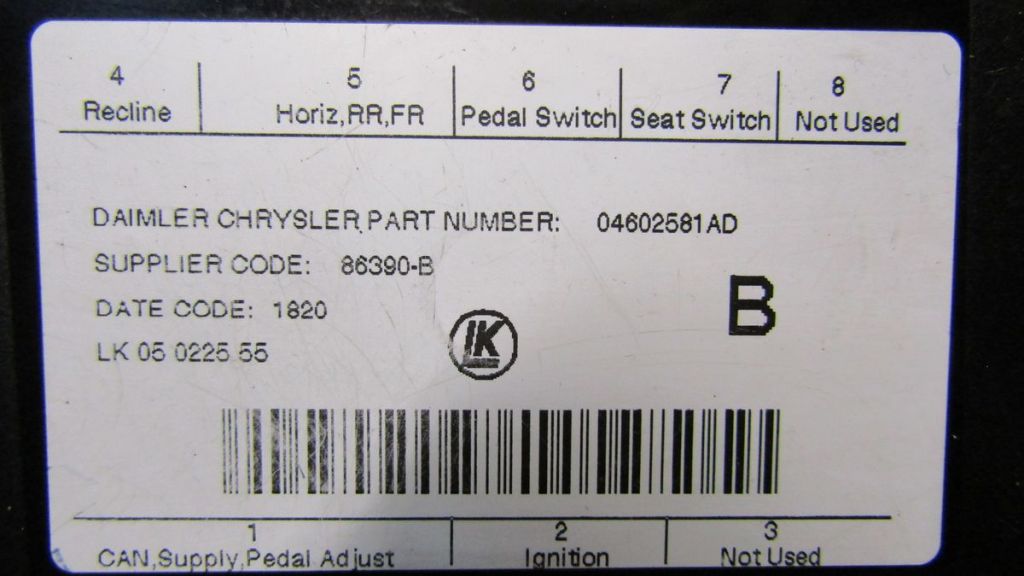 4 5 6 7 8
Recline Horiz,RR,FR Pedal Switch Seat Switch Not Used
DAIMLER CHRYSLER PART NUMBER: 04602581AD
SUPPLIER CODE: 86390-B
DATE CODE: 1820
B
LK 05 0225 55
LK
1 2 3
CAN,Supply,Pedal Adjust Ignition Not Used